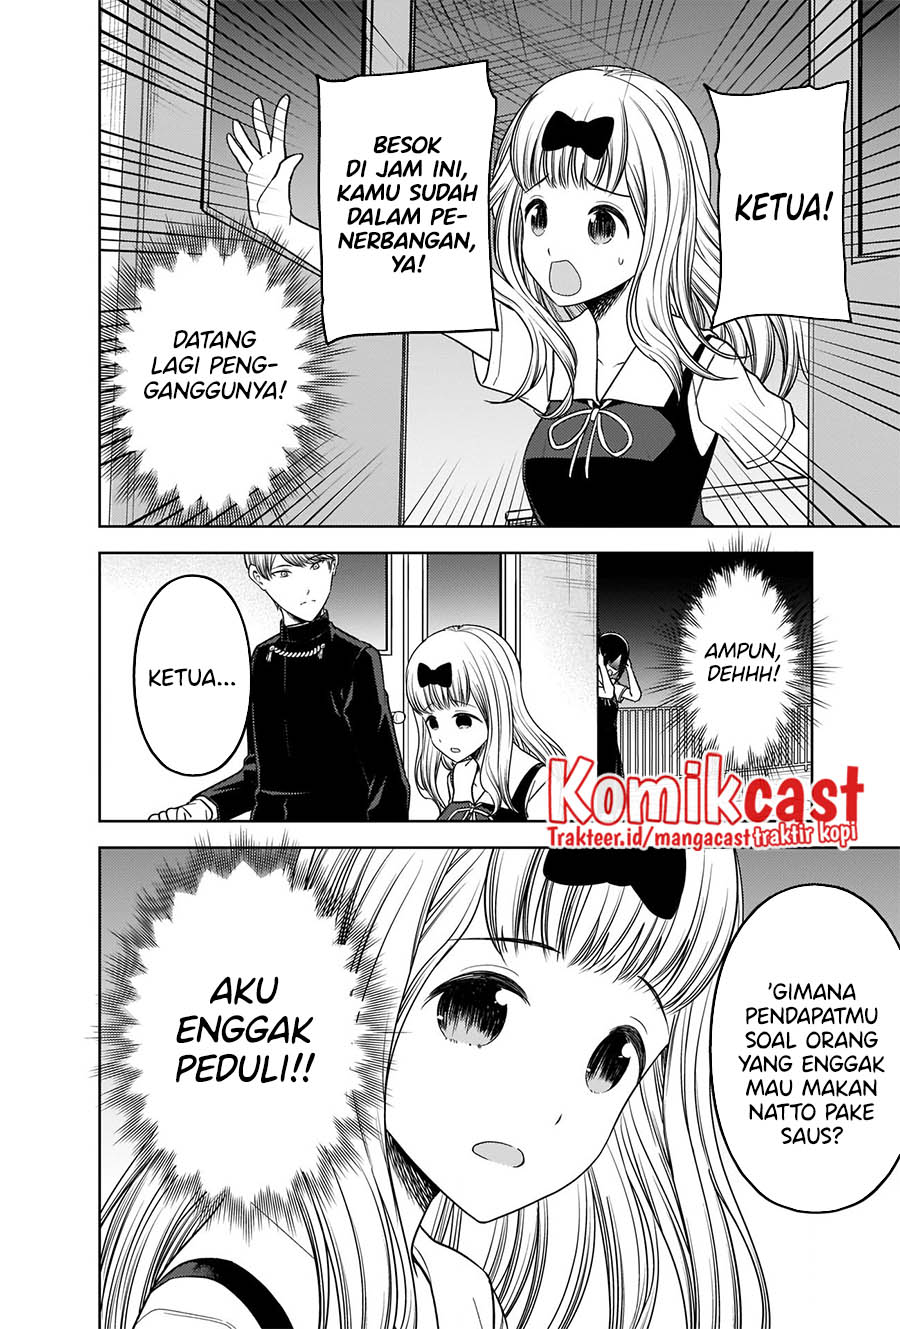 KETUA!
BESOK
DI JAM INI,
KAMU SUDAH
DALAM PE-
NERBANGAN,
YA!
DATANG
LAGI PENG-
GANGGUNYA!
AMPUN,
DEHHH!
KETUA...
Komikcast
Trakteer.id/mangacast traktir kopi
'GIMANA
PENDAPATMU
SOAL ORANG
YANG ENGGAK
MAU MAKAN
NATTO PAKE
SAUS?
AKU
ENGGAK
PEDULI!!